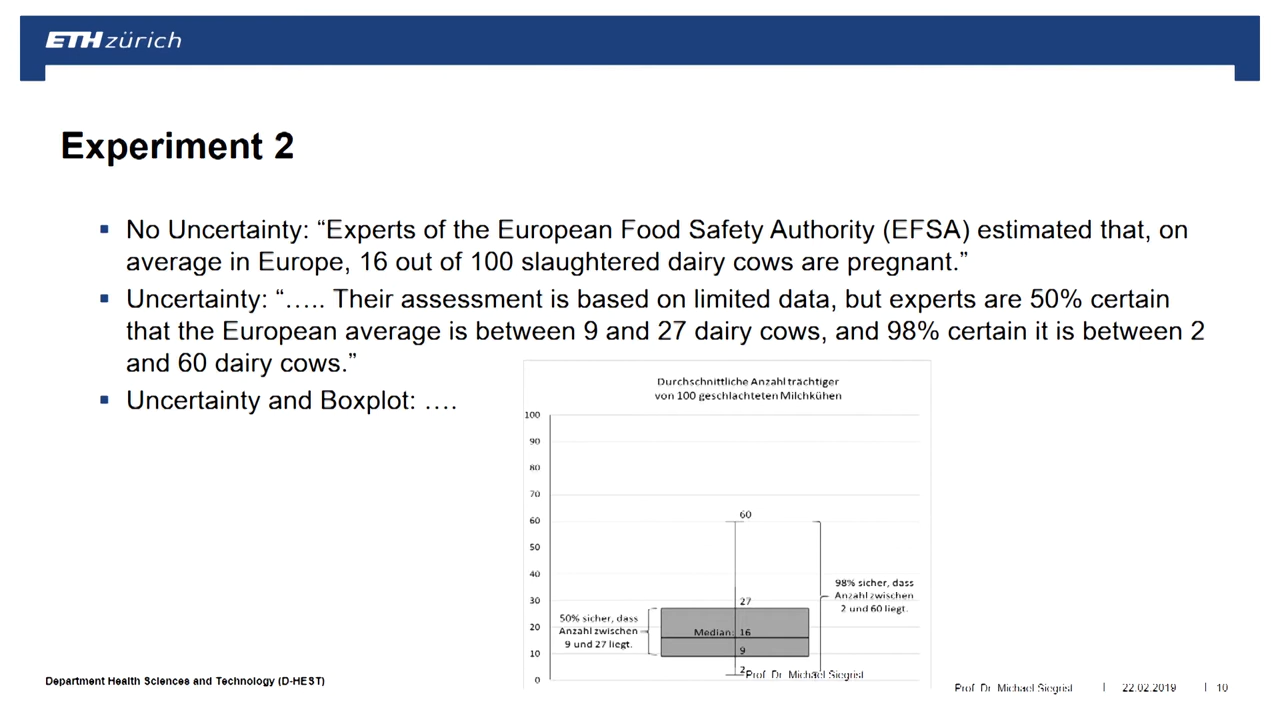 ETH zürich
Experiment 2
▪ No Uncertainty: “Experts of the European Food Safety Authority (EFSA) estimated that, on
average in Europe, 16 out of 100 slaughtered dairy cows are pregnant.”
▪ Uncertainty: “….. Their assessment is based on limited data, but experts are 50% certain
that the European average is between 9 and 27 dairy cows, and 98% certain it is between 2
and 60 dairy cows.”
▪ Uncertainty and Boxplot: ….
Durchschnittliche Anzahl trächtiger
von 100 geschlachteten Milchkühen
100
90
80
70
60
50
40
30
20
10
0
60
27
Median: 16
9
2
50% sicher, dass
Anzahl zwischen
9 und 27 liegt.
98% sicher, dass
Anzahl zwischen
2 und 60 liegt.
Prof. Dr. Michael Siegrist
Department Health Sciences and Technology (D-HEST)
Prof. Dr. Michael Siegrist | 22.02.2019 | 10